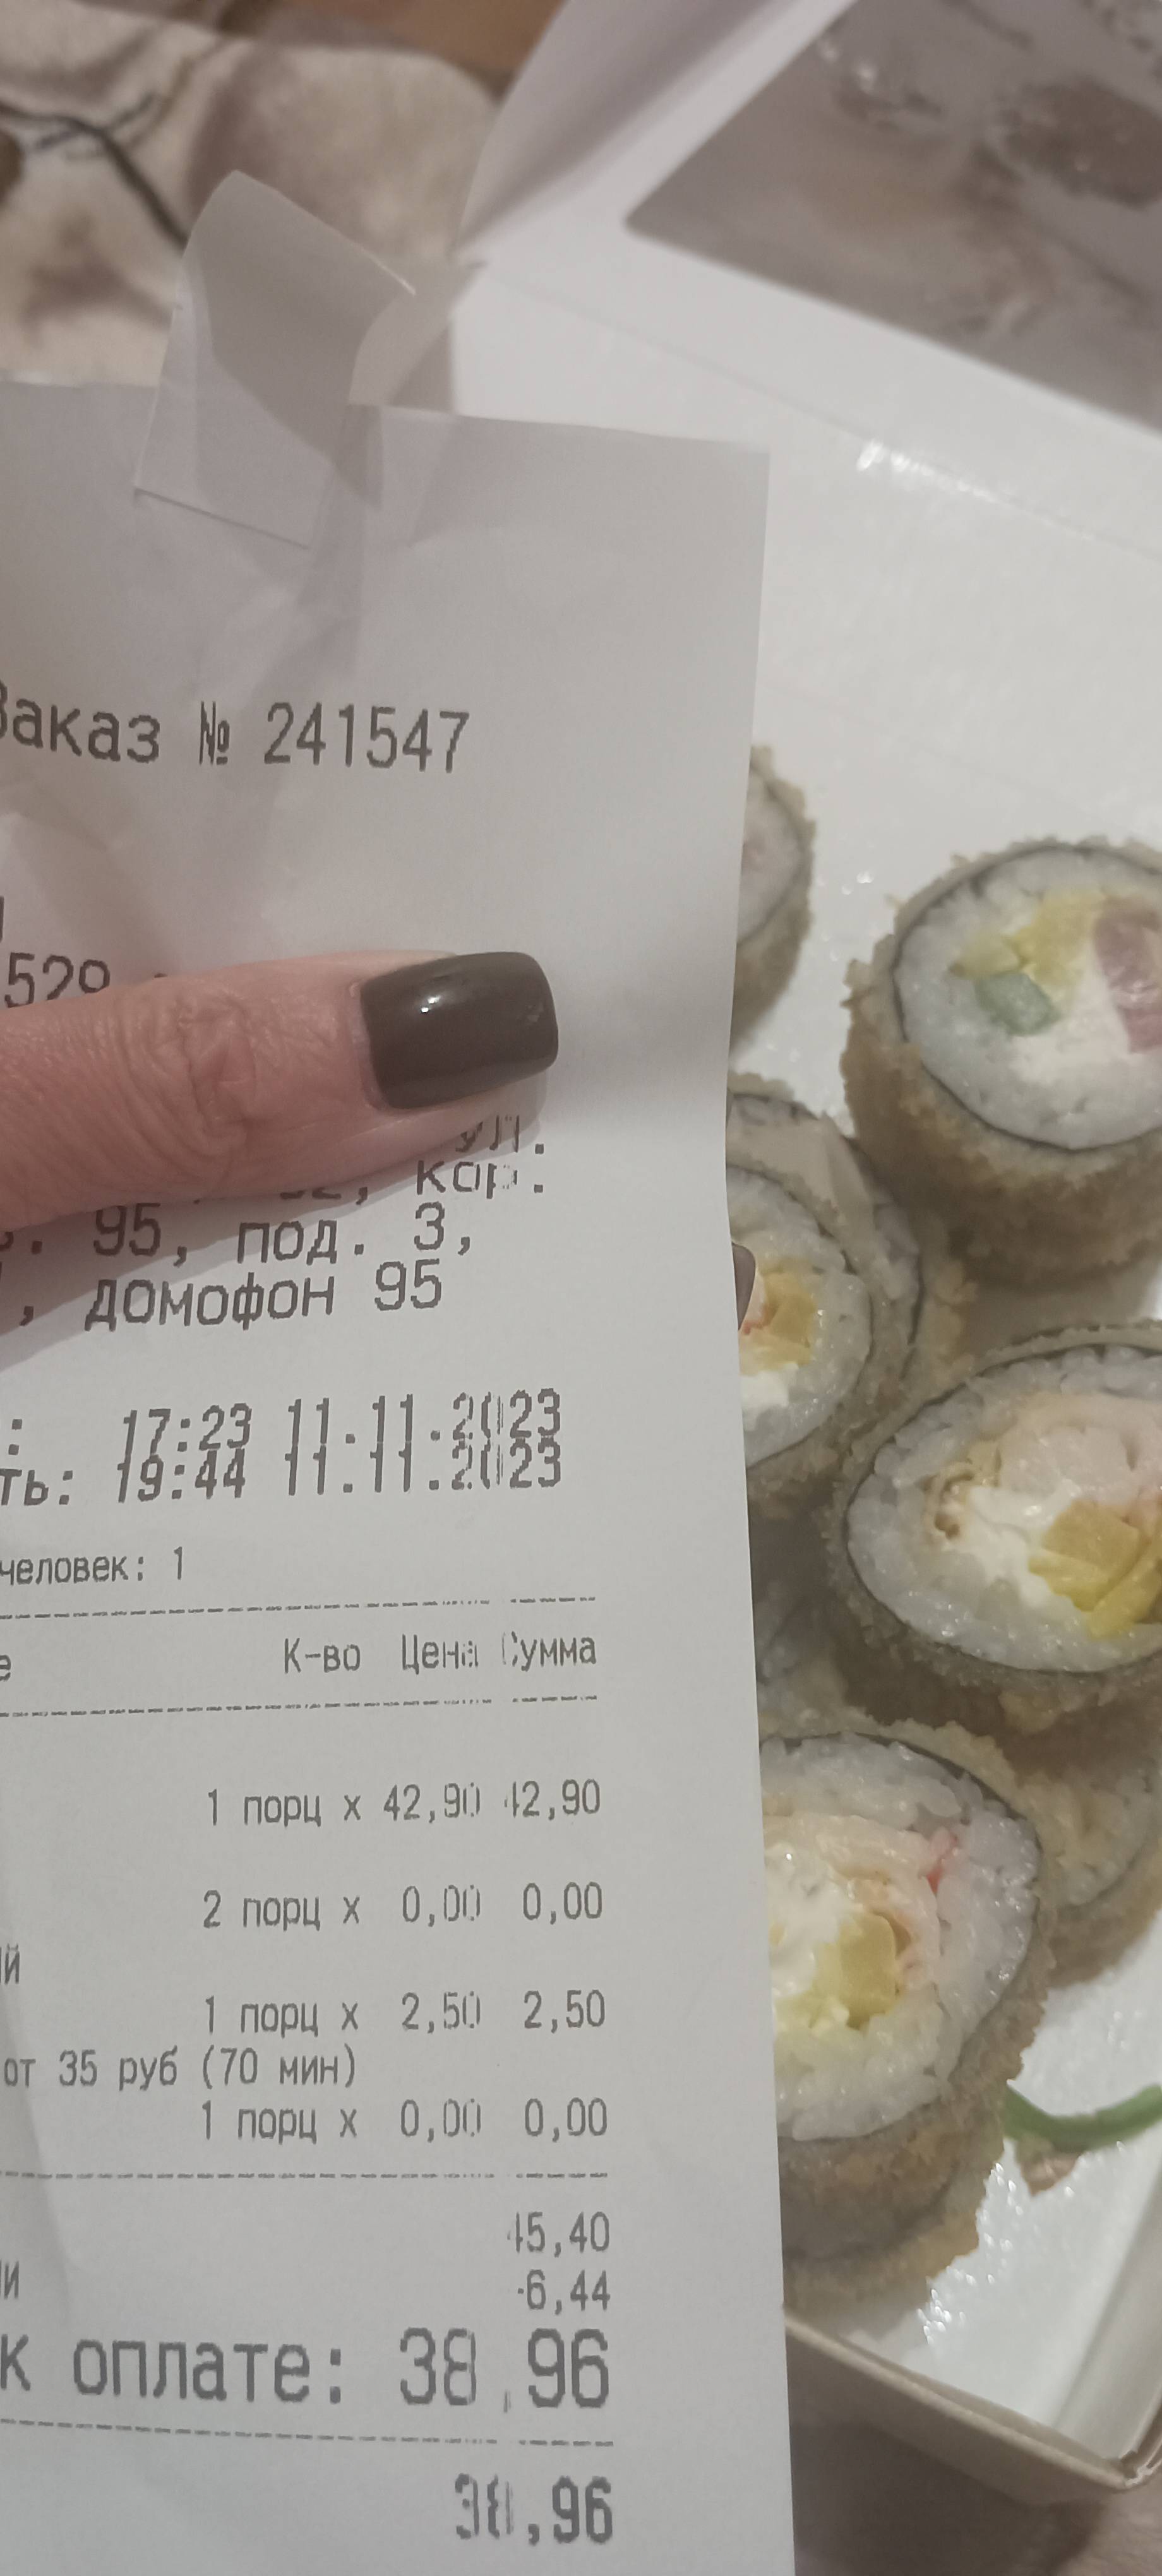 Заказ № 241547
529
ул.
, кор.:
. 95, под. 3,
, домофон 95
: 17:23 11.11.2023
ть: 19:44 11.11.2023
человек: 1
е К-во Цена Сумма
1 порц x 42,90 42,90
2 порц x 0,00 0,00
й
1 порц x 2,50 2,50
от 35 руб (70 мин)
1 порц x 0,00 0,00
45,40
и -6,44
К оплате: 38,96
38,96